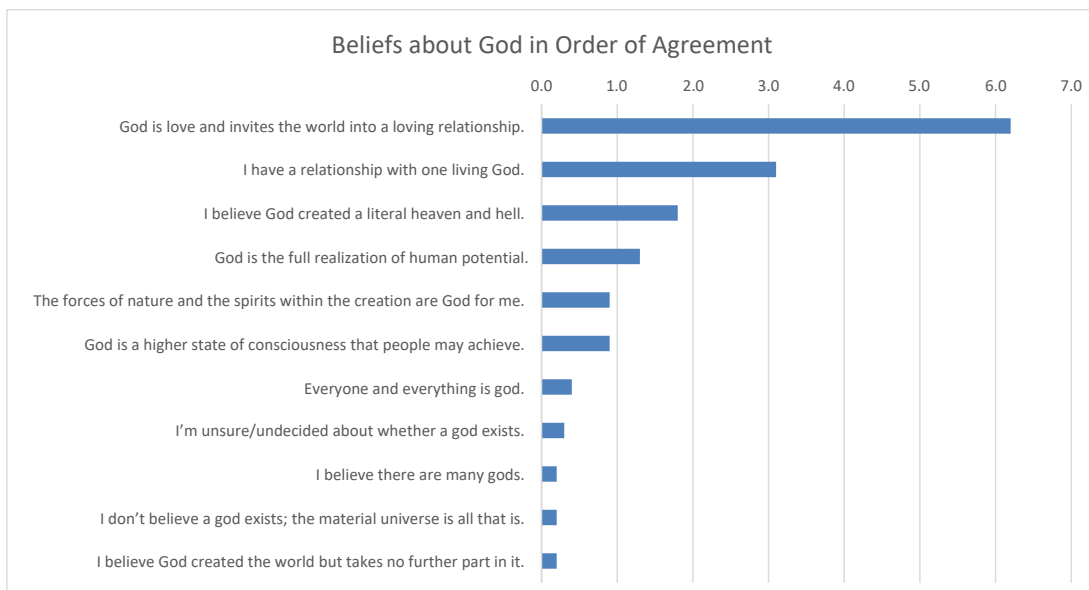 Beliefs about God in Order of Agreement
0.0 1.0 2.0 3.0 4.0 5.0 6.0 7.0
God is love and invites the world into a loving relationship.
I have a relationship with one living God.
I believe God created a literal heaven and hell.
God is the full realization of human potential.
The forces of nature and the spirits within the creation are God for me.
God is a higher state of consciousness that people may achieve.
Everyone and everything is god.
I’m unsure/undecided about whether a god exists.
I believe there are many gods.
I don’t believe a god exists; the material universe is all that is.
I believe God created the world but takes no further part in it.